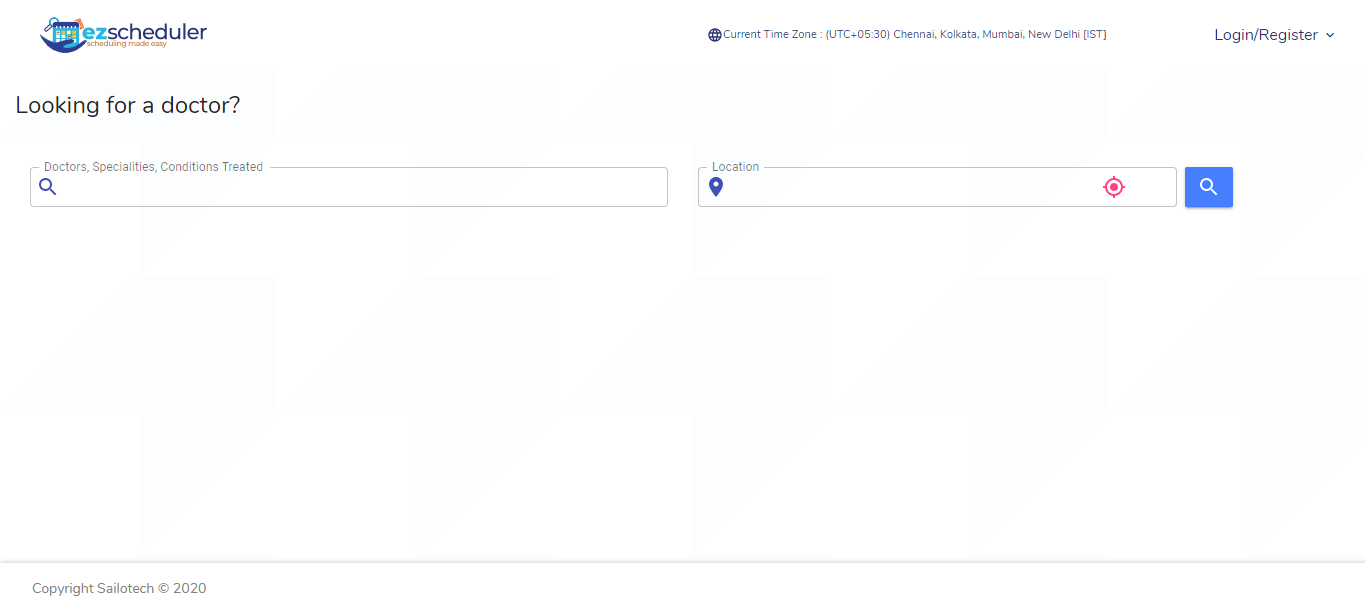 ezscheduler
scheduling made easy
Current Time Zone : (UTC+05:30) Chennai, Kolkata, Mumbai, New Delhi [IST]
Login/Register
Looking for a doctor?
Doctors, Specialities, Conditions Treated
Location
Copyright Sailotech © 2020